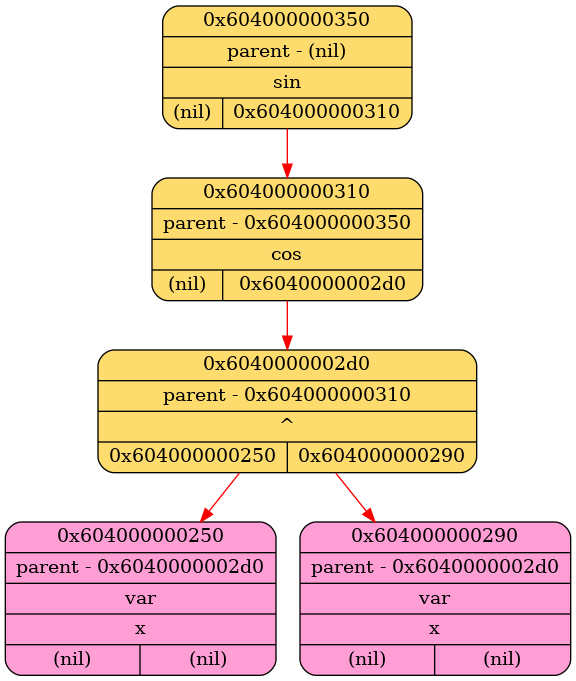 0x604000000350
parent - (nil)
sin
(nil) 0x604000000310
0x604000000310
parent - 0x604000000350
cos
(nil) 0x6040000002d0
0x6040000002d0
parent - 0x604000000310
^
0x604000000250 0x604000000290
0x604000000250
parent - 0x6040000002d0
var
x
(nil) (nil)
0x604000000290
parent - 0x6040000002d0
var
x
(nil) (nil)